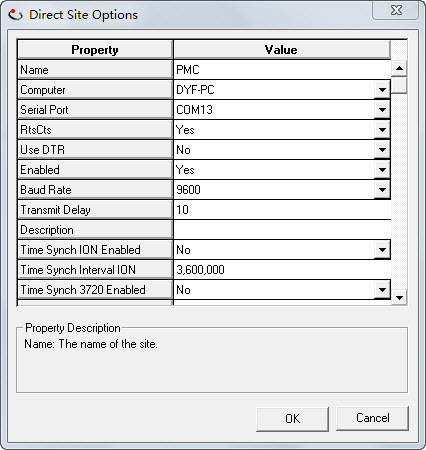 Direct Site Options
Property Value
Name PMC
Computer DYF-PC
Serial Port COM13
RtsCts Yes
Use DTR No
Enabled Yes
Baud Rate 9600
Transmit Delay 10
Description
Time Synch ION Enabled No
Time Synch Interval ION 3,600,000
Time Synch 3720 Enabled No
Property Description
Name: The name of the site.
OK Cancel